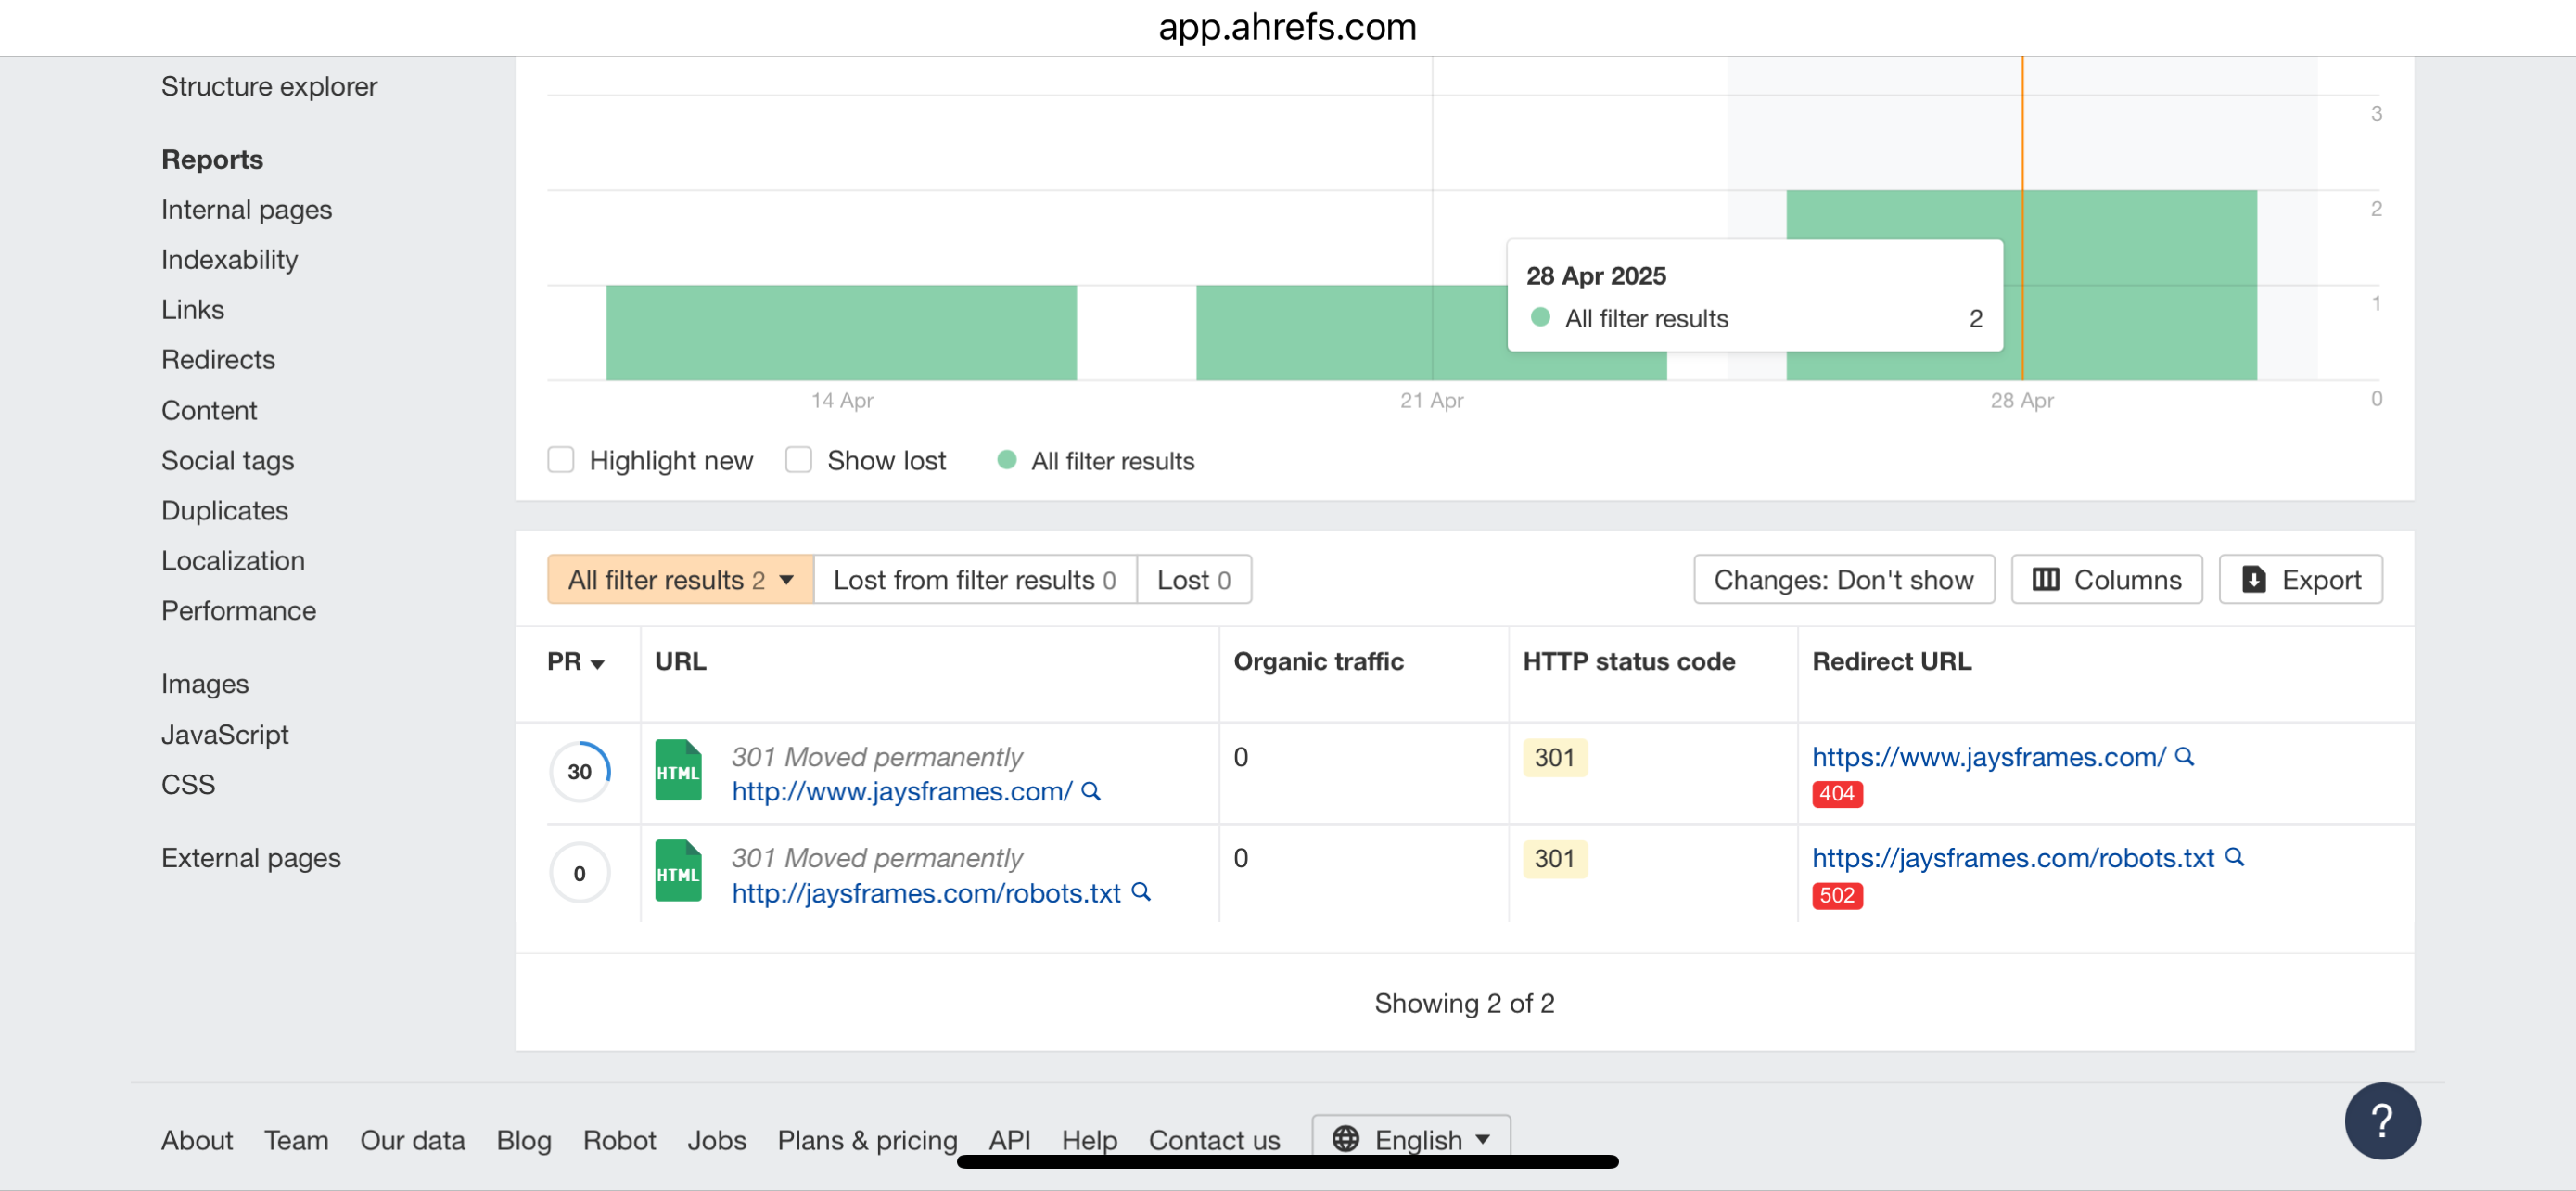 app.ahrefs.com
Structure explorer
Reports
Internal pages
Indexability
Links
Redirects
Content
Social tags
Duplicates
Localization
Performance
Images
JavaScript
CSS
External pages
3
2
1
0
28 Apr 2025
All filter results 2
14 Apr 21 Apr 28 Apr
Highlight new Show lost All filter results
All filter results 2 Lost from filter results 0 Lost 0 Changes: Don't show Columns Export
PR URL Organic traffic HTTP status code Redirect URL
30 HTML 301 Moved permanently 0 301 https://www.jaysframes.com/
http://www.jaysframes.com/ 404
0 HTML 301 Moved permanently 0 301 https://jaysframes.com/robots.txt
http://jaysframes.com/robots.txt 502
Showing 2 of 2
About Team Our data Blog Robot Jobs Plans & pricing API Help Contact us English
?